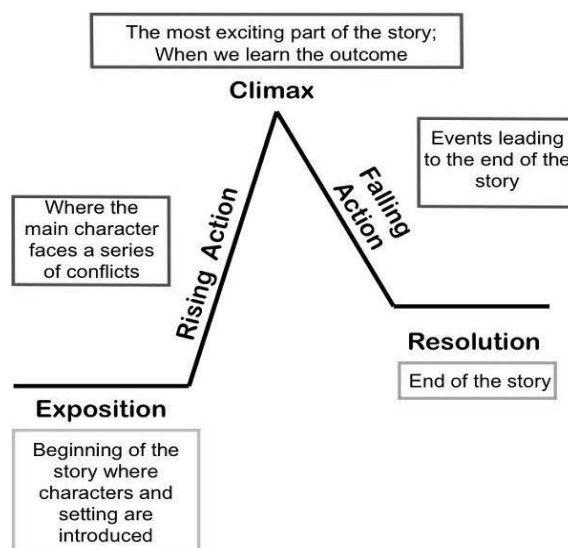 The most exciting part of the story;
When we learn the outcome
Climax
Events leading
to the end of the
story
Falling
Action
Where the
main character
faces a series
of conflicts
Rising Action
Resolution
End of the story
Exposition
Beginning of the
story where
characters and
setting are
introduced